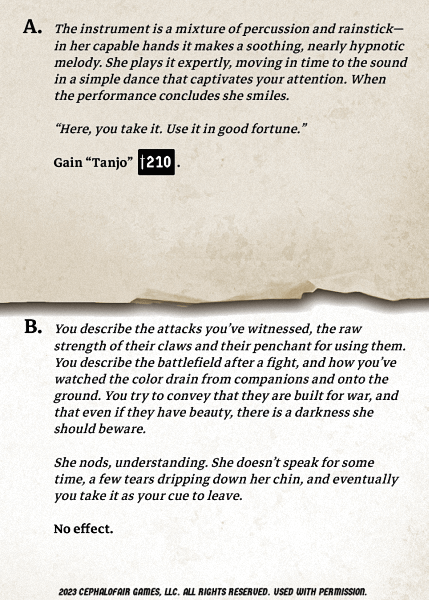 A. The instrument is a mixture of percussion and rainstick—
in her capable hands it makes a soothing, nearly hypnotic
melody. She plays it expertly, moving in time to the sound
in a simple dance that captivates your attention. When
the performance concludes she smiles.
“Here, you take it. Use it in good fortune.”
Gain “Tanjo” †210.
B. You describe the attacks you’ve witnessed, the raw
strength of their claws and their penchant for using them.
You describe the battlefield after a fight, and how you’ve
watched the color drain from companions and onto the
ground. You try to convey that they are built for war, and
that even if they have beauty, there is a darkness she
should beware.
She nods, understanding. She doesn’t speak for some
time, a few tears dripping down her chin, and eventually
you take it as your cue to leave.
No effect.
2023 CEPHALOFAIR GAMES, LLC. ALL RIGHTS RESERVED. USED WITH PERMISSION.